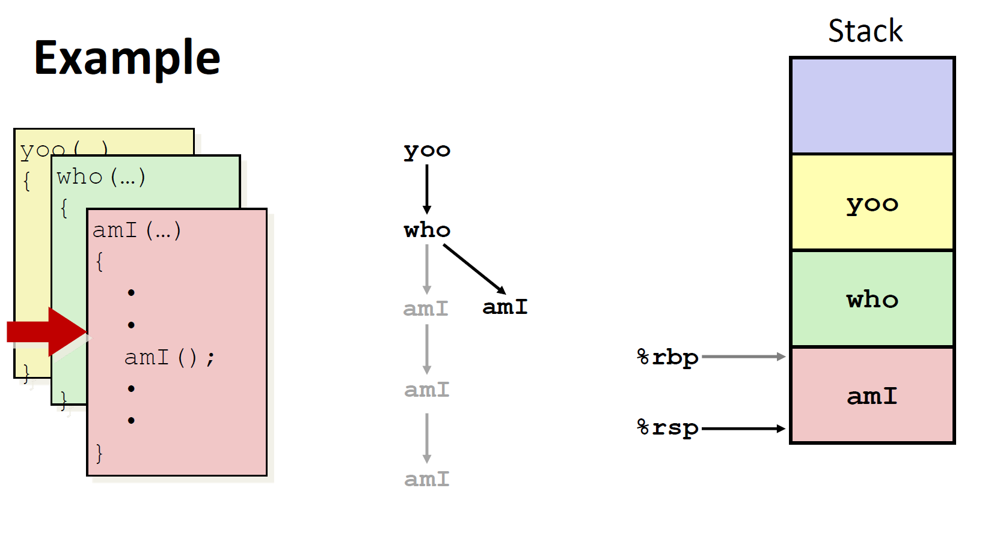 Example
yoo(…)
{
}
who(…)
{
}
amI(…)
{
•
•
amI();
•
•
}
yoo
who
amI
amI
amI
amI
Stack
yoo
who
amI
%rbp
%rsp